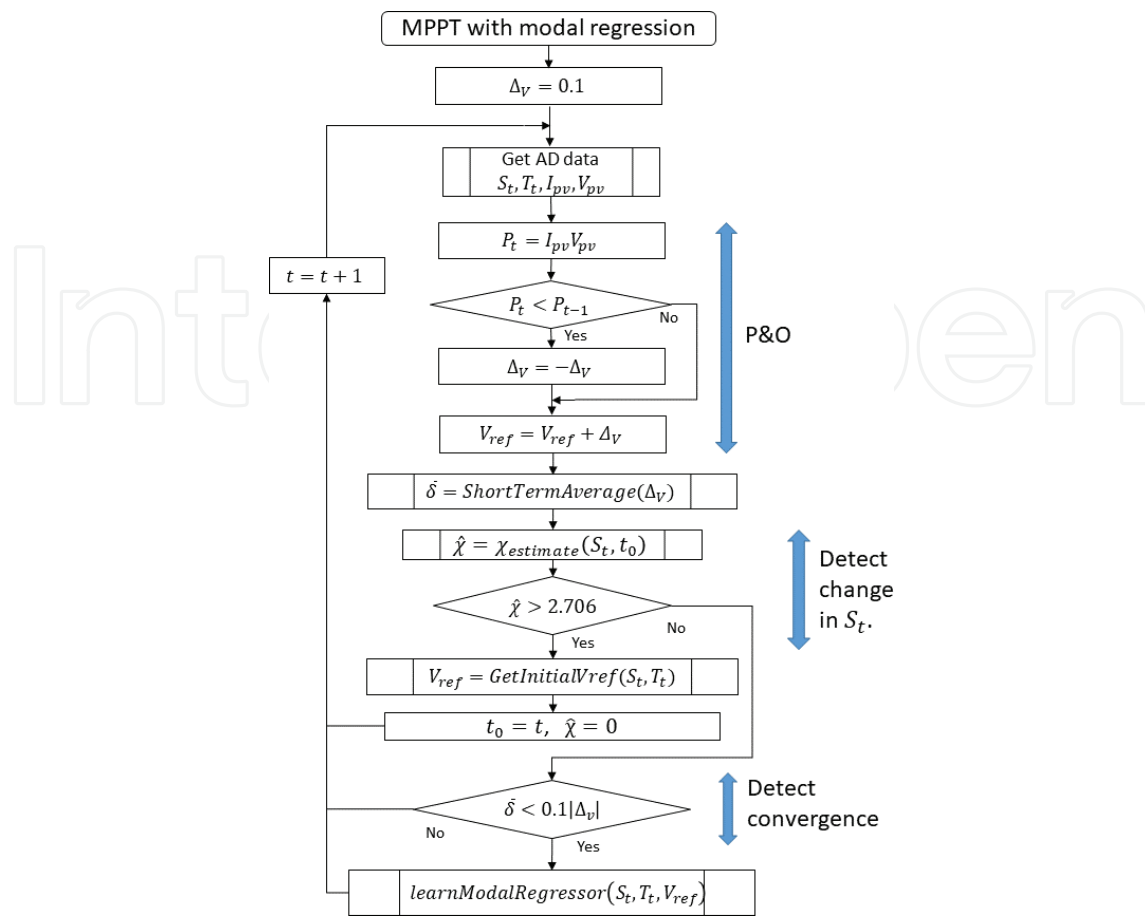 MPPT with modal regression
Δ_V = 0.1
Get AD data
S_t, T_t, I_pv, V_pv
P_t = I_pv V_pv
t = t + 1
P_t < P_{t−1}
No
Yes
P&O
Δ_V = −Δ_V
V_ref = V_ref + Δ_V
δ̄ = ShortTermAverage(Δ_V)
χ̂ = χ_estimate(S_t, t_0)
Detect
change
in S_t.
χ̂ > 2.706
No
Yes
V_ref = GetInitialVref(S_t, T_t)
t_0 = t, χ̂ = 0
Detect
convergence
δ̄ < 0.1|Δ_v|
No
Yes
learnModalRegressor(S_t, T_t, V_ref)